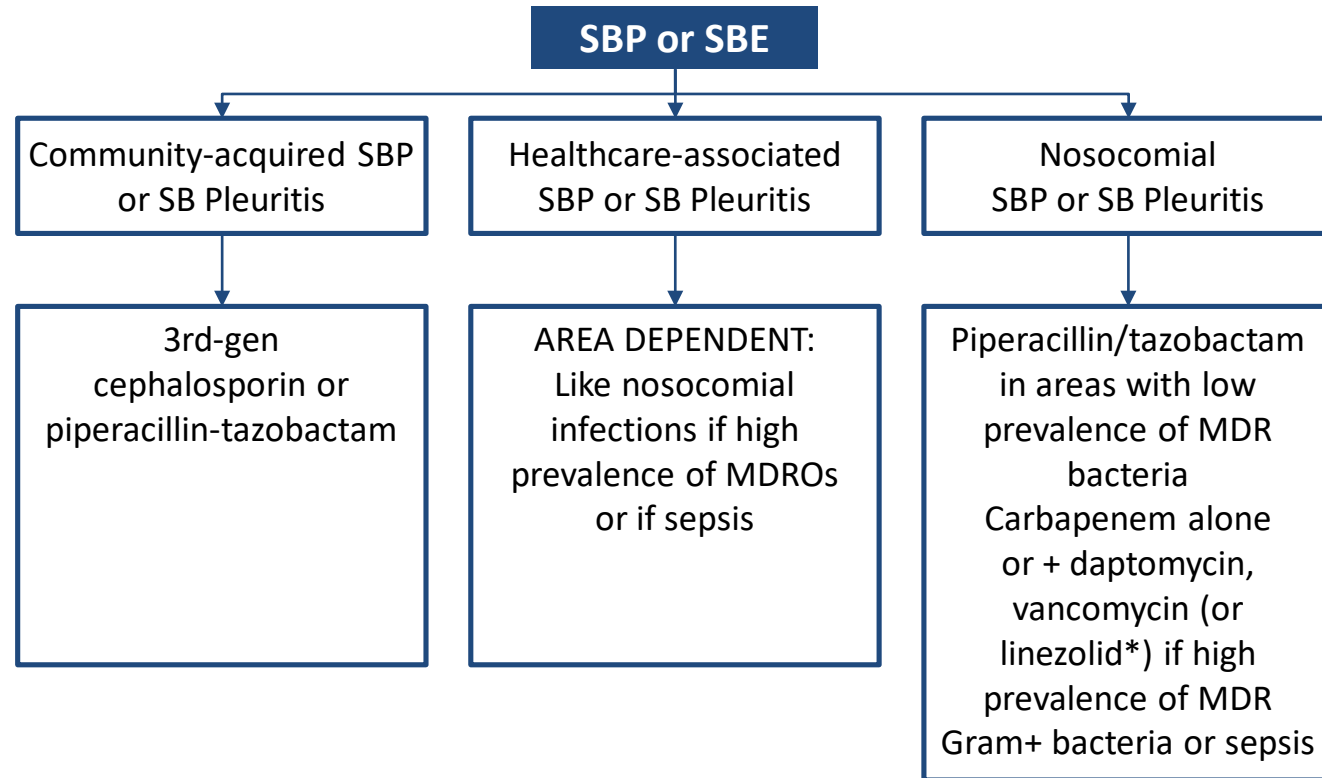 SBP or SBE
Community-acquired SBP
or SB Pleuritis
Healthcare-associated
SBP or SB Pleuritis
Nosocomial
SBP or SB Pleuritis
3rd-gen
cephalosporin or
piperacillin-tazobactam
AREA DEPENDENT:
Like nosocomial
infections if high
prevalence of MDROs
or if sepsis
Piperacillin/tazobactam
in areas with low
prevalence of MDR
bacteria
Carbapenem alone
or + daptomycin,
vancomycin (or
linezolid*) if high
prevalence of MDR
Gram+ bacteria or sepsis